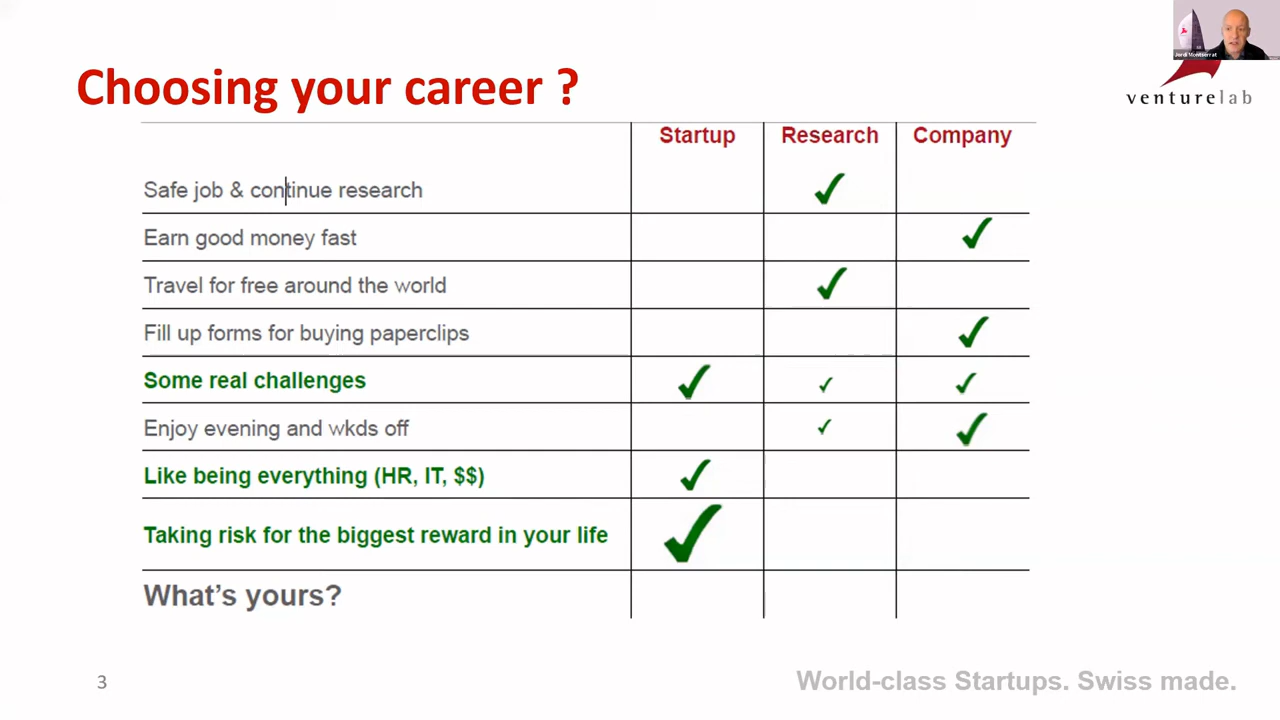 Jordi Montserrat
Choosing your career ?
venturelab
Startup Research Company
Safe job & continue research
Earn good money fast
Travel for free around the world
Fill up forms for buying paperclips
Some real challenges
Enjoy evening and wkds off
Like being everything (HR, IT, $$)
Taking risk for the biggest reward in your life
What's yours?
3
World-class Startups. Swiss made.